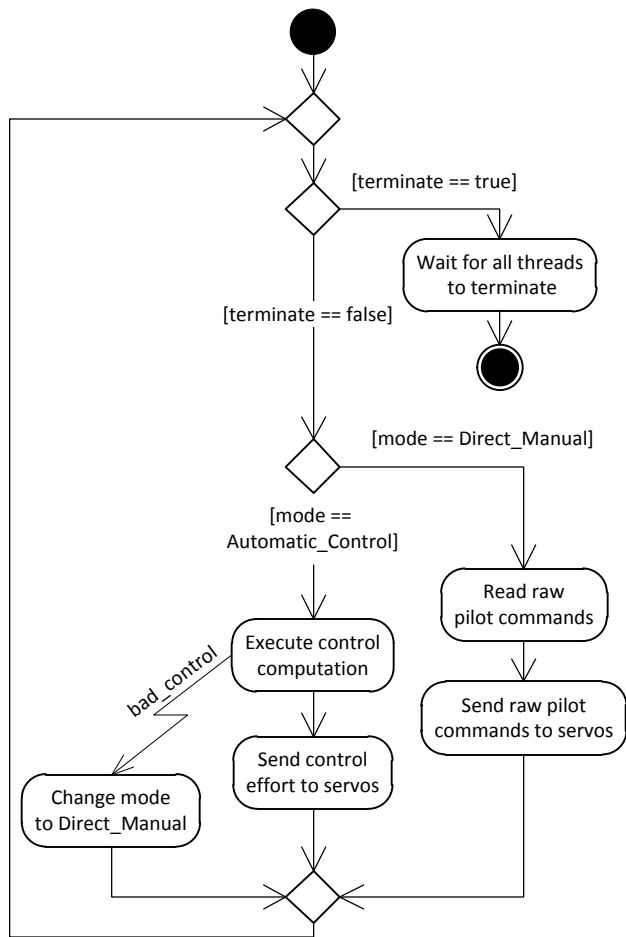 [terminate == true]
Wait for all threads
to terminate
[terminate == false]
[mode == Direct_Manual]
[mode ==
Automatic_Control]
Read raw
pilot commands
Execute control
computation
bad_control
Send raw pilot
commands to servos
Send control
effort to servos
Change mode
to Direct_Manual